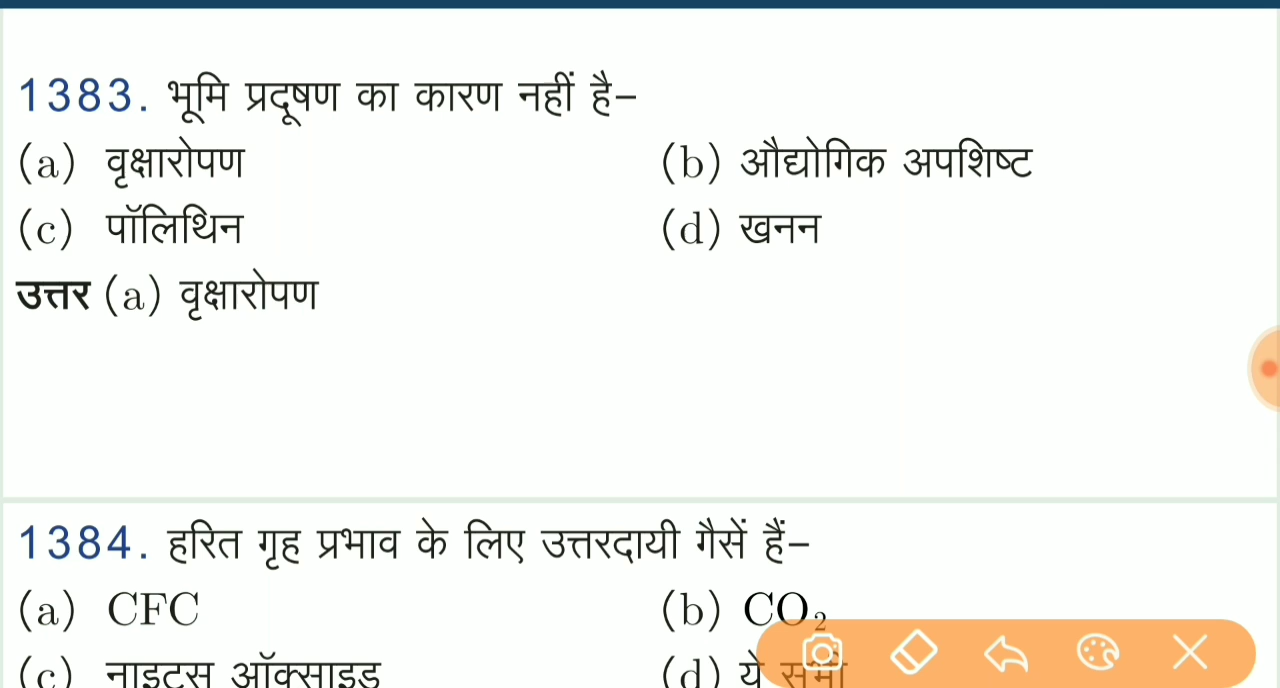 1383. भूमि प्रदूषण का कारण नहीं है–
(a) वृक्षारोपण (b) औद्योगिक अपशिष्ट
(c) पॉलिथिन (d) खनन
उत्तर (a) वृक्षारोपण
1384. हरित गृह प्रभाव के लिए उत्तरदायी गैसें हैं–
(a) CFC (b) CO₂
(c) नाइट्रस ऑक्साइड (d) ये सभी